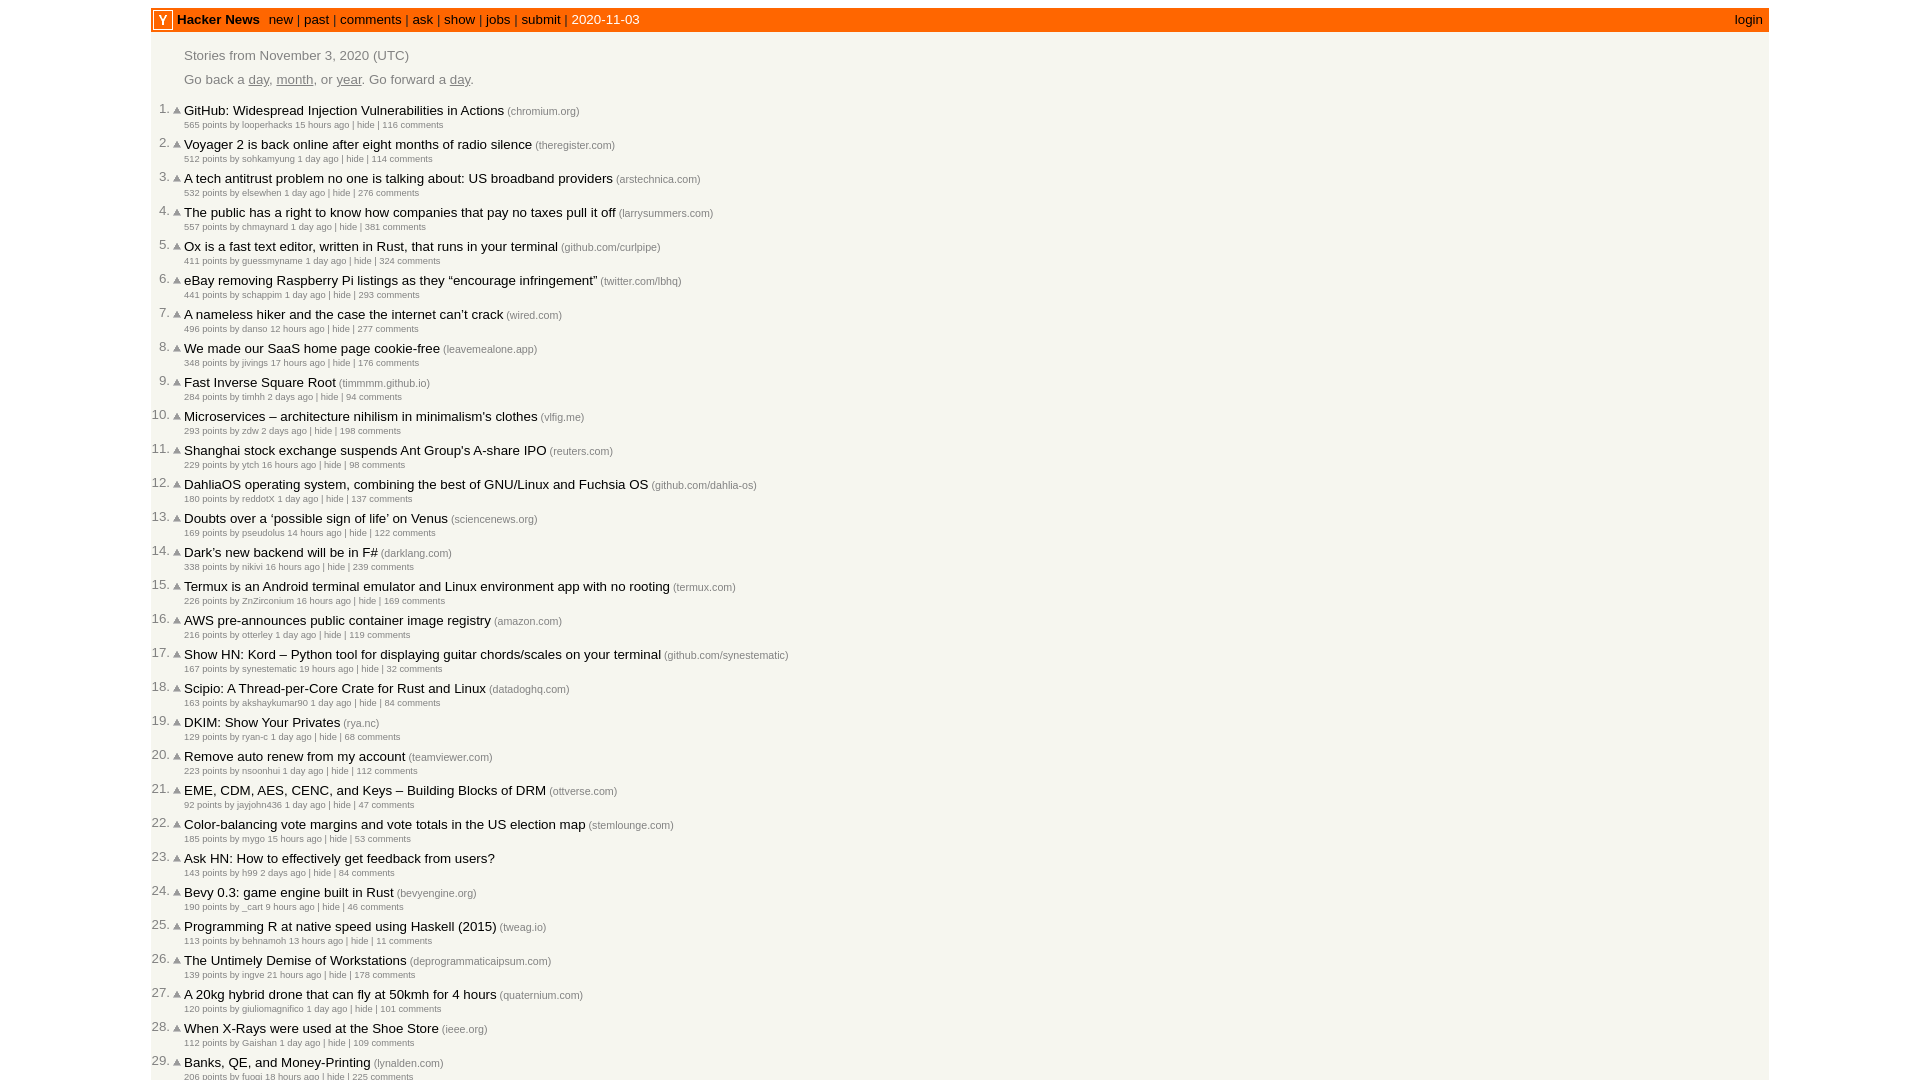 Y Hacker News new | past | comments | ask | show | jobs | submit | 2020-11-03 login
Stories from November 3, 2020 (UTC)
Go back a day, month, or year. Go forward a day.
1. GitHub: Widespread Injection Vulnerabilities in Actions (chromium.org)
565 points by looperhacks 15 hours ago | hide | 116 comments
2. Voyager 2 is back online after eight months of radio silence (theregister.com)
512 points by sohkamyung 1 day ago | hide | 114 comments
3. A tech antitrust problem no one is talking about: US broadband providers (arstechnica.com)
532 points by elsewhen 1 day ago | hide | 276 comments
4. The public has a right to know how companies that pay no taxes pull it off (larrysummers.com)
557 points by chmaynard 1 day ago | hide | 381 comments
5. Ox is a fast text editor, written in Rust, that runs in your terminal (github.com/curlpipe)
411 points by guessmyname 1 day ago | hide | 324 comments
6. eBay removing Raspberry Pi listings as they “encourage infringement” (twitter.com/lbhq)
441 points by schappim 1 day ago | hide | 293 comments
7. A nameless hiker and the case the internet can’t crack (wired.com)
496 points by danso 12 hours ago | hide | 277 comments
8. We made our SaaS home page cookie-free (leavemealone.app)
348 points by jivings 17 hours ago | hide | 176 comments
9. Fast Inverse Square Root (timmmm.github.io)
284 points by timhh 2 days ago | hide | 94 comments
10. Microservices – architecture nihilism in minimalism's clothes (vlfig.me)
293 points by zdw 2 days ago | hide | 198 comments
11. Shanghai stock exchange suspends Ant Group's A-share IPO (reuters.com)
229 points by ytch 16 hours ago | hide | 98 comments
12. DahliaOS operating system, combining the best of GNU/Linux and Fuchsia OS (github.com/dahlia-os)
180 points by reddotX 1 day ago | hide | 137 comments
13. Doubts over a ‘possible sign of life’ on Venus (sciencenews.org)
169 points by pseudolus 14 hours ago | hide | 122 comments
14. Dark’s new backend will be in F# (darklang.com)
338 points by nikivi 16 hours ago | hide | 239 comments
15. Termux is an Android terminal emulator and Linux environment app with no rooting (termux.com)
226 points by ZnZirconium 16 hours ago | hide | 169 comments
16. AWS pre-announces public container image registry (amazon.com)
216 points by otterley 1 day ago | hide | 119 comments
17. Show HN: Kord – Python tool for displaying guitar chords/scales on your terminal (github.com/synestematic)
167 points by synestematic 19 hours ago | hide | 32 comments
18. Scipio: A Thread-per-Core Crate for Rust and Linux (datadoghq.com)
163 points by akshaykumar90 1 day ago | hide | 84 comments
19. DKIM: Show Your Privates (rya.nc)
129 points by ryan-c 1 day ago | hide | 68 comments
20. Remove auto renew from my account (teamviewer.com)
223 points by nsoonhui 1 day ago | hide | 112 comments
21. EME, CDM, AES, CENC, and Keys – Building Blocks of DRM (ottverse.com)
92 points by jayjohn436 1 day ago | hide | 47 comments
22. Color-balancing vote margins and vote totals in the US election map (stemlounge.com)
185 points by mygo 15 hours ago | hide | 53 comments
23. Ask HN: How to effectively get feedback from users?
143 points by h99 2 days ago | hide | 84 comments
24. Bevy 0.3: game engine built in Rust (bevyengine.org)
190 points by _cart 9 hours ago | hide | 46 comments
25. Programming R at native speed using Haskell (2015) (tweag.io)
113 points by behnamoh 13 hours ago | hide | 11 comments
26. The Untimely Demise of Workstations (deprogrammaticaipsum.com)
139 points by ingve 21 hours ago | hide | 178 comments
27. A 20kg hybrid drone that can fly at 50kmh for 4 hours (quaternium.com)
120 points by giuliomagnifico 1 day ago | hide | 101 comments
28. When X-Rays were used at the Shoe Store (ieee.org)
112 points by Gaishan 1 day ago | hide | 109 comments
29. Banks, QE, and Money-Printing (lynalden.com)
206 points by fuoqi 18 hours ago | hide | 225 comments